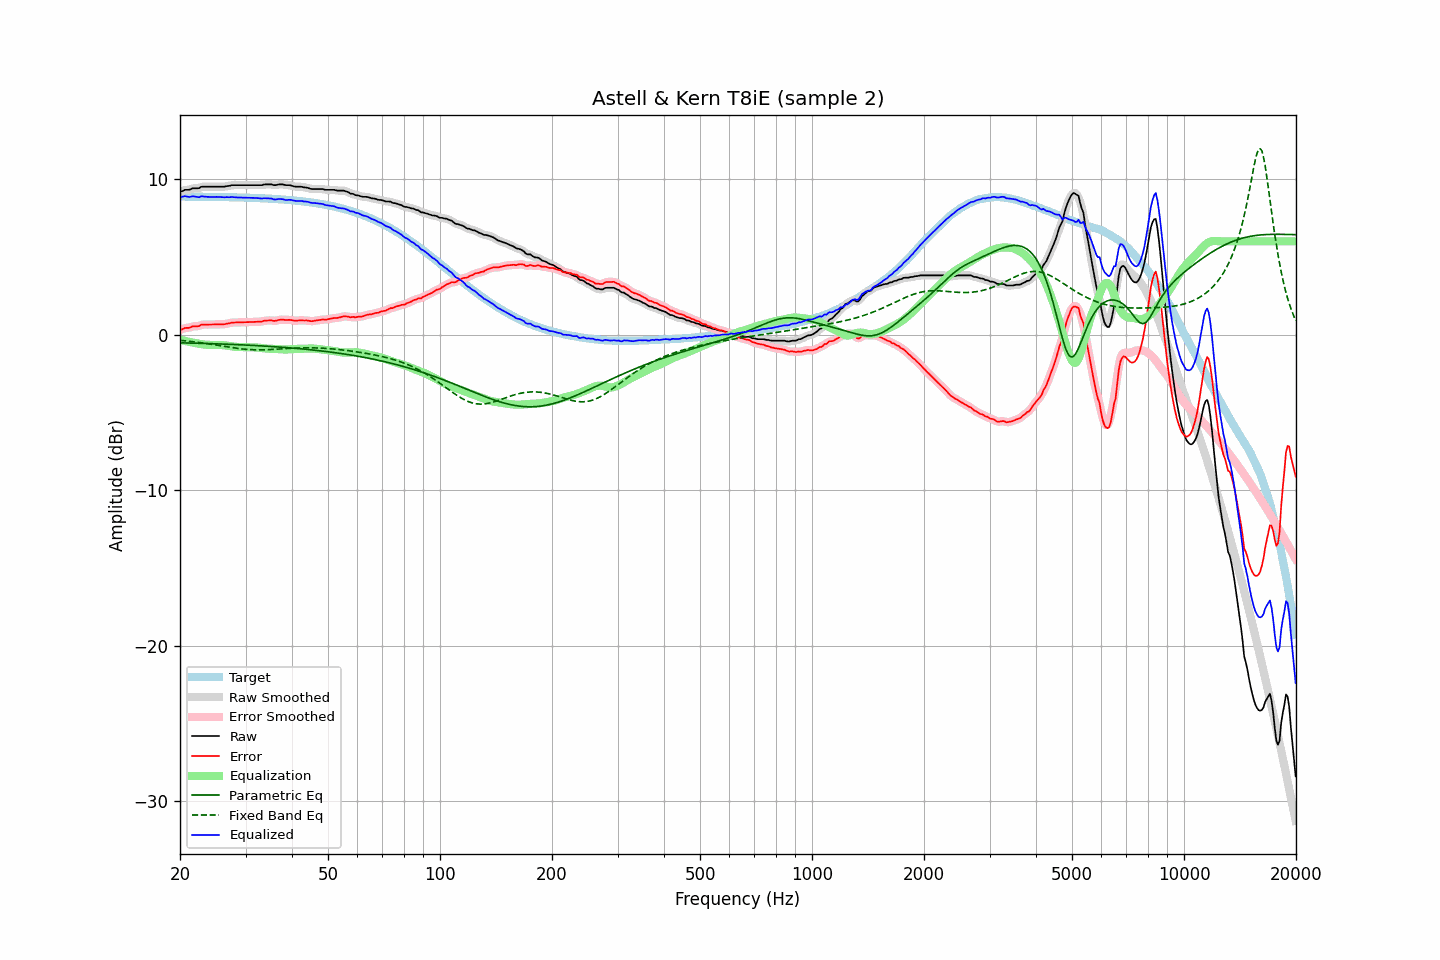 Astell & Kern T8iE (sample 2)
10
0
−10
−20
−30
Amplitude (dBr)
Target
Raw Smoothed
Error Smoothed
Raw
Error
Equalization
Parametric Eq
Fixed Band Eq
Equalized
20 50 100 200 500 1000 2000 5000 10000 20000
Frequency (Hz)